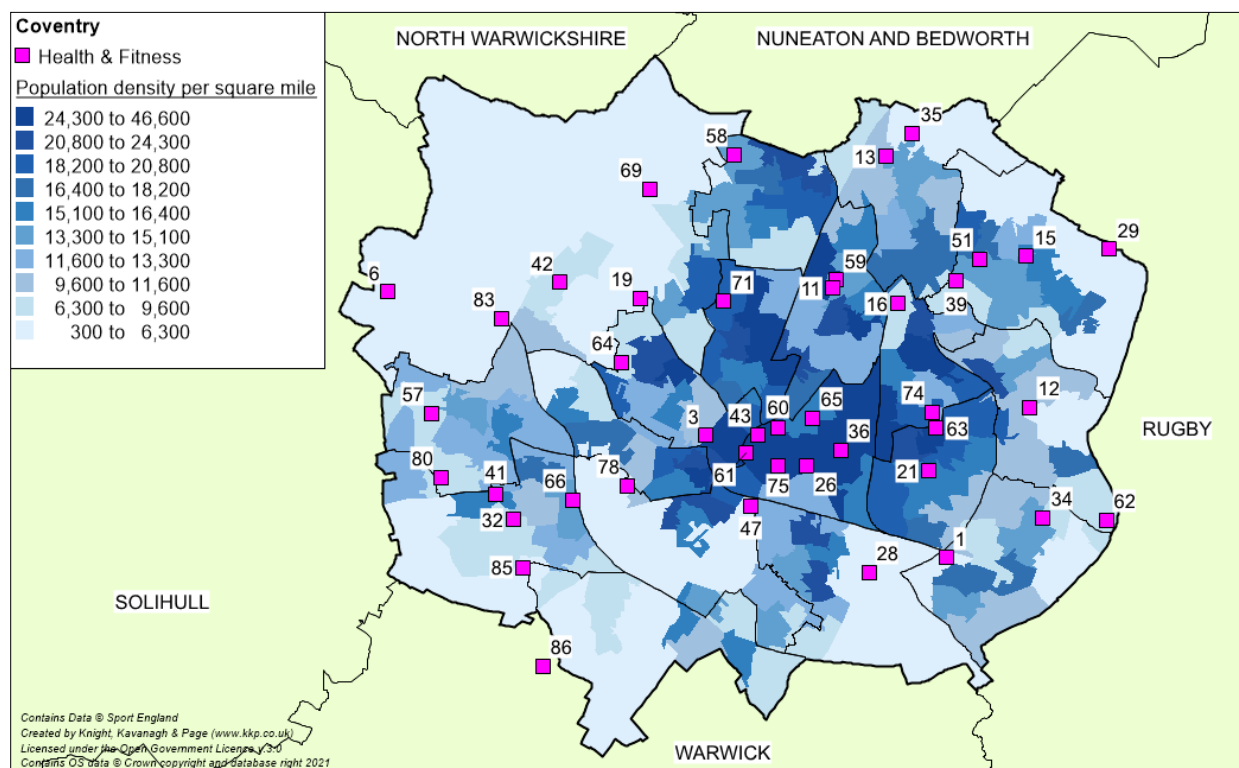 Coventry
Health & Fitness
Population density per square mile
24,300 to 46,600
20,800 to 24,300
18,200 to 20,800
16,400 to 18,200
15,100 to 16,400
13,300 to 15,100
11,600 to 13,300
9,600 to 11,600
6,300 to 9,600
300 to 6,300
NORTH WARWICKSHIRE
NUNEATON AND BEDWORTH
35
58
13
69
29
51
15
42
59
6
19
71
11
83
16
39
64
57
12
74
65
60
3
43
63
RUGBY
36
80
78
21
41
66
61
75
26
34
62
32
47
1
28
85
SOLIHULL
86
Contains Data © Sport England
Created by Knight, Kavanagh & Page (www.kkp.co.uk)
Licensed under the Open Government Licence v.3.0
Contains OS data © Crown copyright and database right 2021
WARWICK